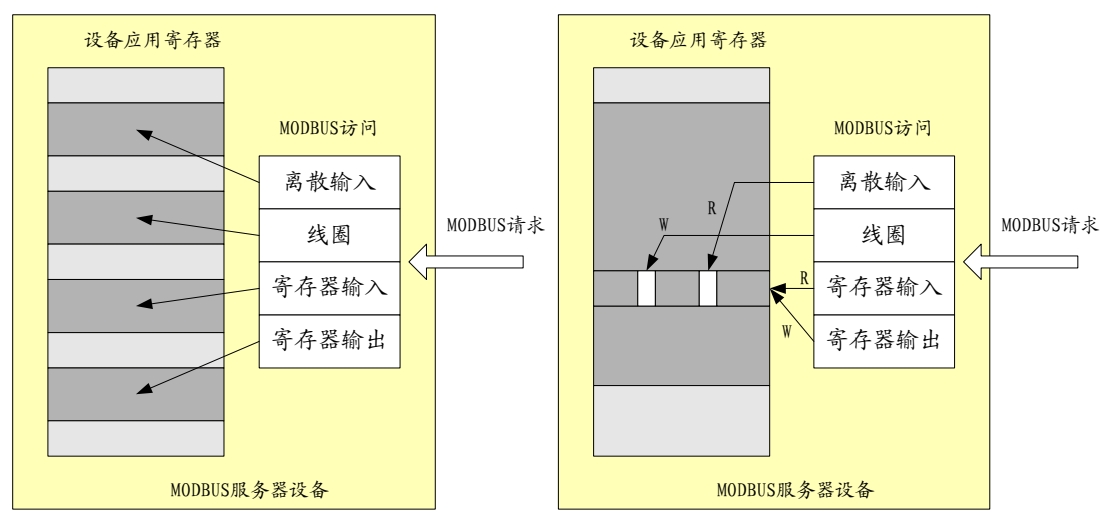 设备应用寄存器
MODBUS访问
离散输入
线圈
寄存器输入
寄存器输出
MODBUS请求
MODBUS服务器设备
设备应用寄存器
MODBUS访问
离散输入
R
W
线圈
R
寄存器输入
W
寄存器输出
MODBUS请求
MODBUS服务器设备